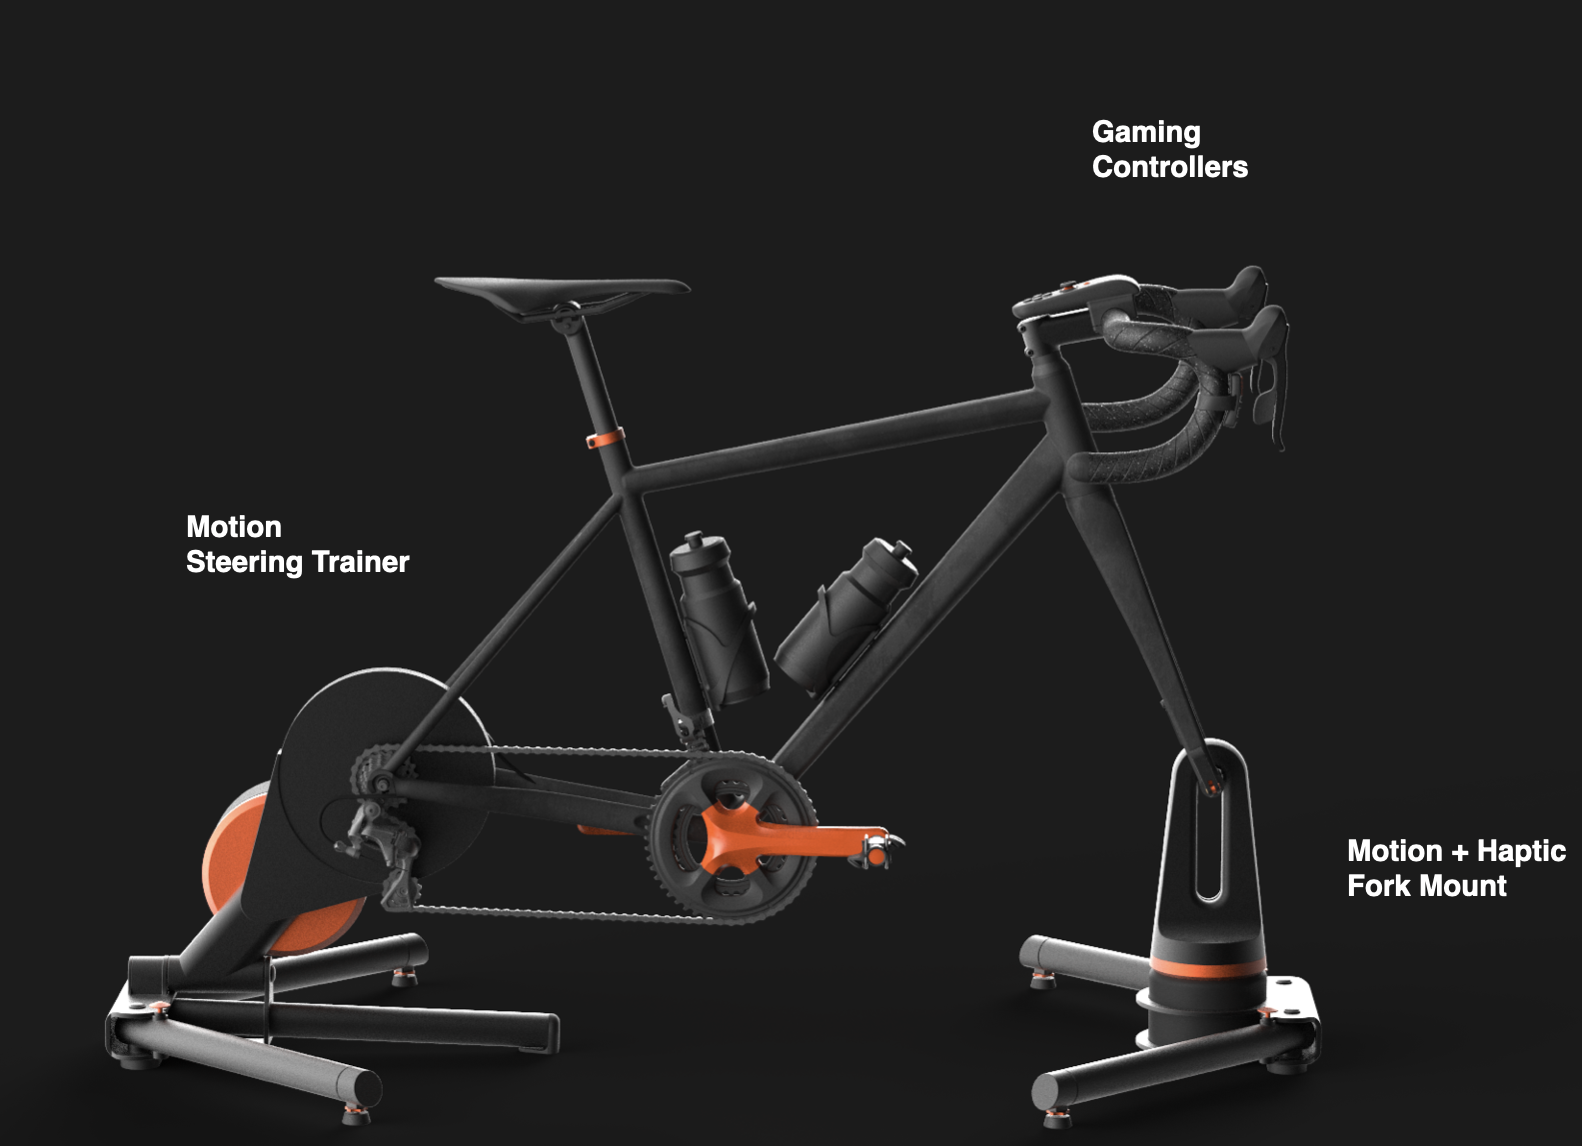 Gaming
Controllers
Motion
Steering Trainer
Motion + Haptic
Fork Mount